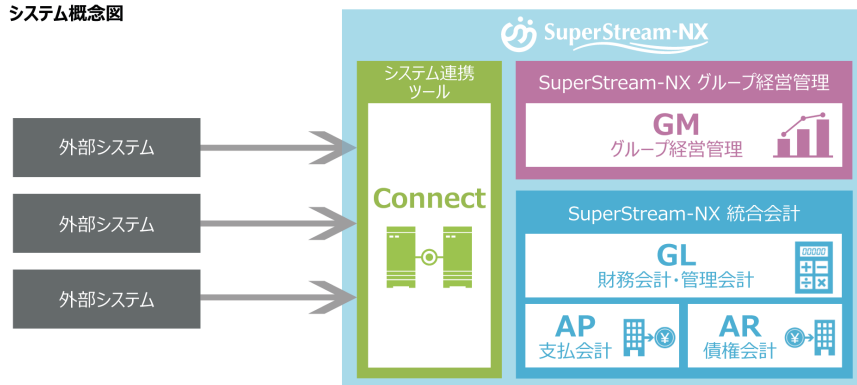 システム概念図
SuperStream-NX
外部システム
外部システム
外部システム
システム連携
ツール
Connect
SuperStream-NX グループ経営管理
GM
グループ経営管理
SuperStream-NX 統合会計
GL
財務会計・管理会計
00000
AP
支払会計
¥
AR
債権会計
¥